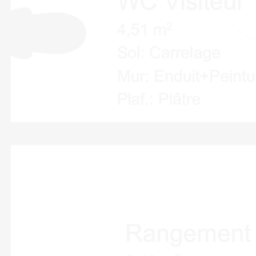 WC Visiteur
4,51 m²
Sol: Carrelage
Mur: Enduit+Peintu
Plaf.: Plâtre
Rangement